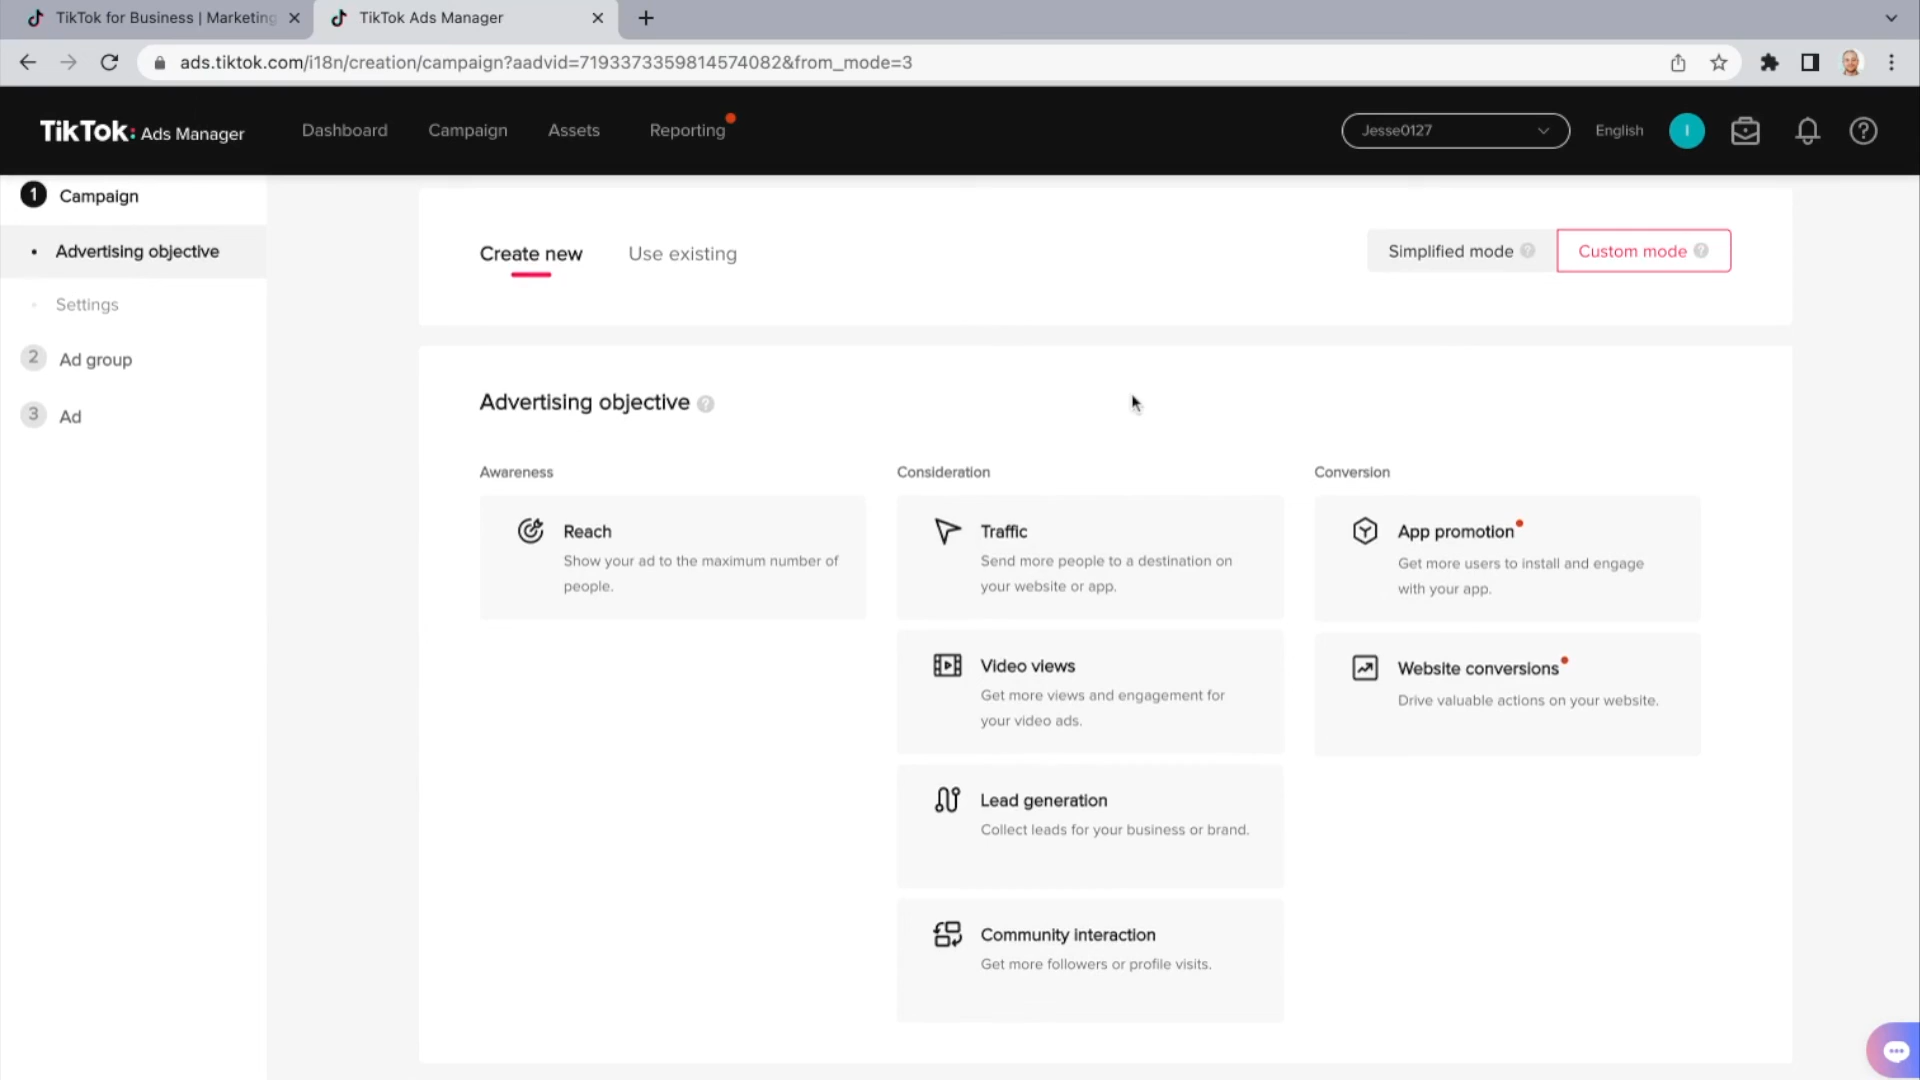 TikTok for Business | Marketing
TikTok Ads Manager
ads.tiktok.com/i18n/creation/campaign?aadvid=7193373359814574082&from_mode=3
TikTok: Ads Manager
Dashboard
Campaign
Assets
Reporting
Jesse0127
English
I
?
1 Campaign
• Advertising objective
• Settings
2 Ad group
3 Ad
Create new
Use existing
Simplified mode ?
Custom mode ?
Advertising objective ?
Awareness
Reach
Show your ad to the maximum number of
people.
Consideration
Traffic
Send more people to a destination on
your website or app.
Video views
Get more views and engagement for
your video ads.
Lead generation
Collect leads for your business or brand.
Community interaction
Get more followers or profile visits.
Conversion
App promotion
Get more users to install and engage
with your app.
Website conversions
Drive valuable actions on your website.